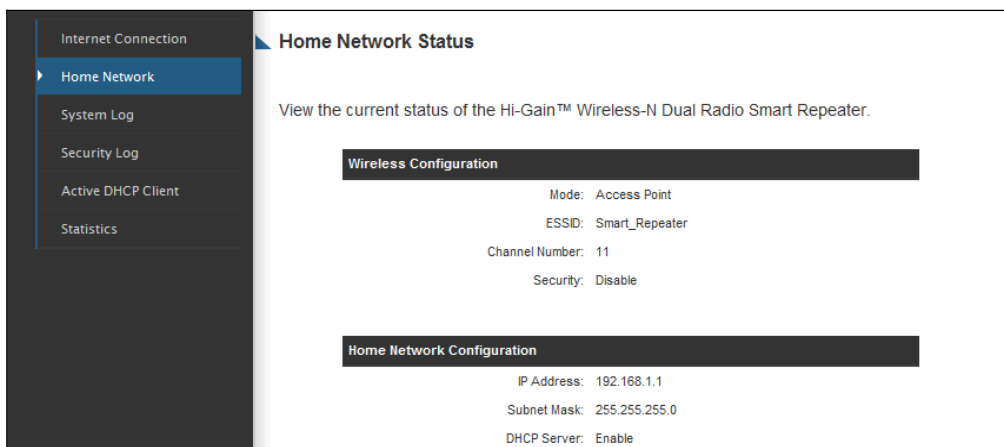 Internet Connection
Home Network
System Log
Security Log
Active DHCP Client
Statistics
Home Network Status
View the current status of the Hi-Gain™ Wireless-N Dual Radio Smart Repeater.
Wireless Configuration
Mode: Access Point
ESSID: Smart_Repeater
Channel Number: 11
Security: Disable
Home Network Configuration
IP Address: 192.168.1.1
Subnet Mask: 255.255.255.0
DHCP Server: Enable